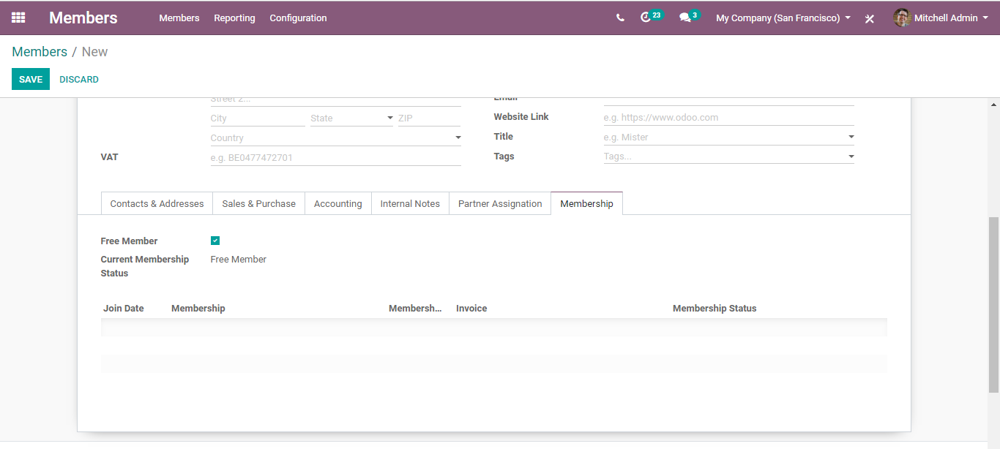 Members Members Reporting Configuration 23 3 My Company (San Francisco) Mitchell Admin
Members / New
SAVE DISCARD
Street 2... Email
City State ZIP Website Link e.g. https://www.odoo.com
Country Title e.g. Mister
VAT e.g. BE0477472701 Tags Tags...
Contacts & Addresses Sales & Purchase Accounting Internal Notes Partner Assignation Membership
Free Member
Current Membership Status Free Member
Join Date Membership Membersh... Invoice Membership Status